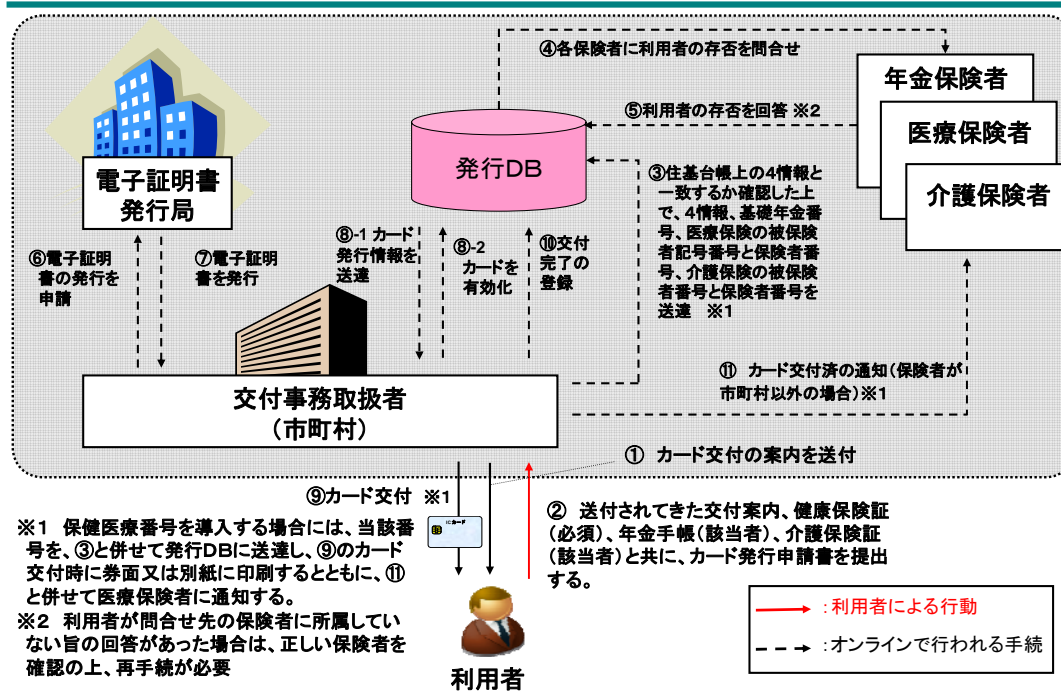 ④各保険者に利用者の存否を問合せ
年金保険者
医療保険者
介護保険者
⑤利用者の存否を回答 ※2
発行DB
電子証明書
発行局
③住基台帳上の4情報と
一致するか確認した上
で、4情報、基礎年金番
号、医療保険の被保険
者記号番号と保険者番
号、介護保険の被保険
者番号と保険者番号を
送達 ※1
⑥電子証明
書の発行を
申請
⑦電子証明
書を発行
⑧-1 カード
発行情報を
送達
⑧-2
カードを
有効化
⑩交付
完了の
登録
⑪ カード交付済の通知(保険者が
市町村以外の場合)※1
交付事務取扱者
(市町村)
① カード交付の案内を送付
⑨カード交付 ※1
ICカード
② 送付されてきた交付案内、健康保険証
(必須)、年金手帳(該当者)、介護保険証
(該当者)と共に、カード発行申請書を提出
する。
※1 保健医療番号を導入する場合には、当該番
号を、③と併せて発行DBに送達し、⑨のカード
交付時に券面又は別紙に印刷するとともに、⑪
と併せて医療保険者に通知する。
※2 利用者が問合せ先の保険者に所属してい
ない旨の回答があった場合は、正しい保険者を
確認の上、再手続が必要
利用者
:利用者による行動
:オンラインで行われる手続